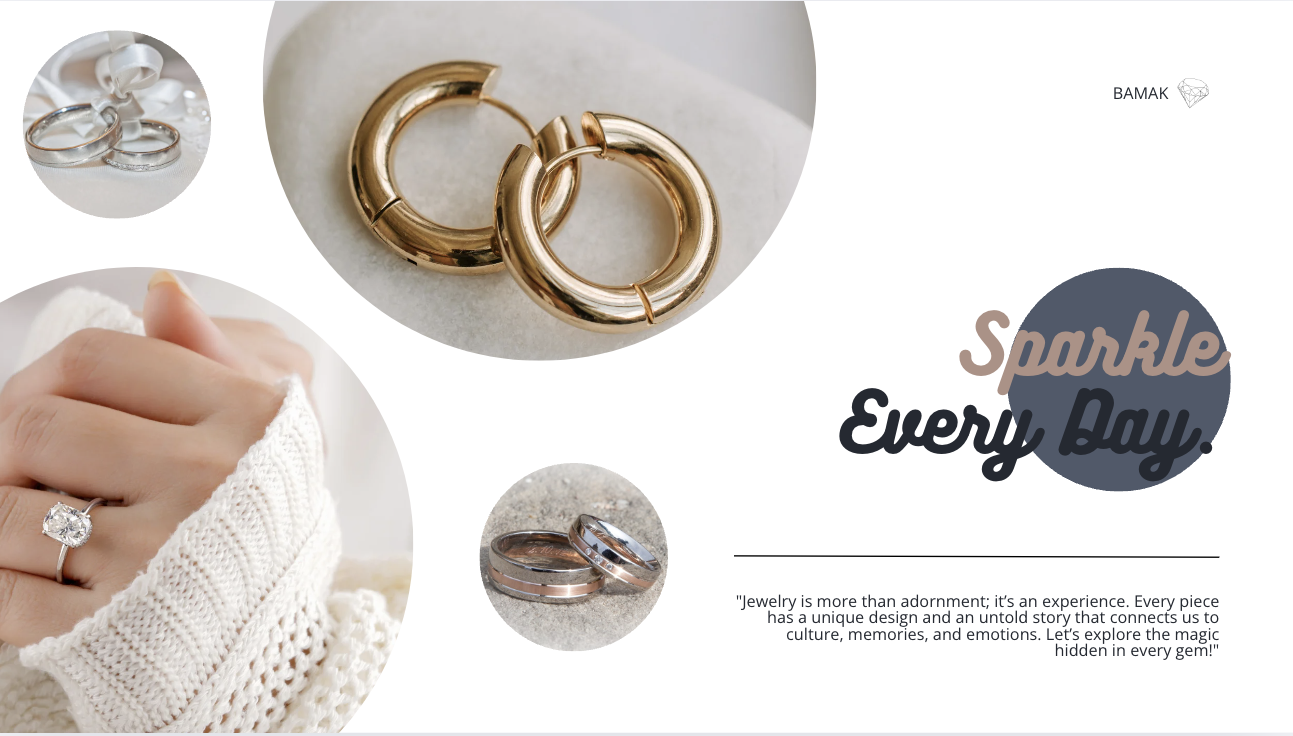 BAMAK
Sparkle
Every Day.
"Jewelry is more than adornment; it’s an experience. Every piece
has a unique design and an untold story that connects us to
culture, memories, and emotions. Let’s explore the magic
hidden in every gem!"